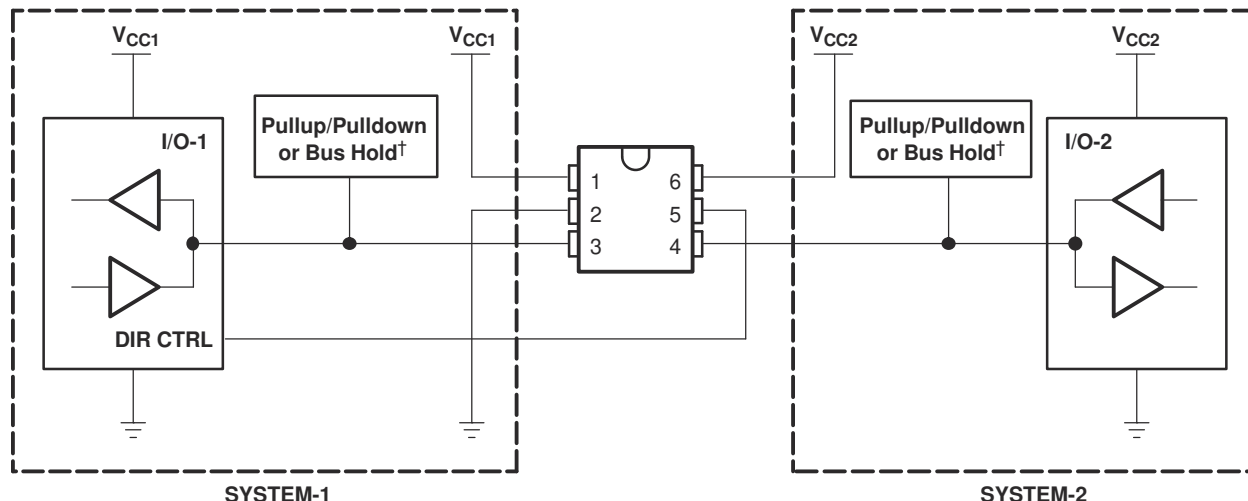 VCC1
VCC1
VCC2
VCC2
I/O-1
Pullup/Pulldown
or Bus Hold†
Pullup/Pulldown
or Bus Hold†
I/O-2
1 6
2 5
3 4
DIR CTRL
SYSTEM-1
SYSTEM-2